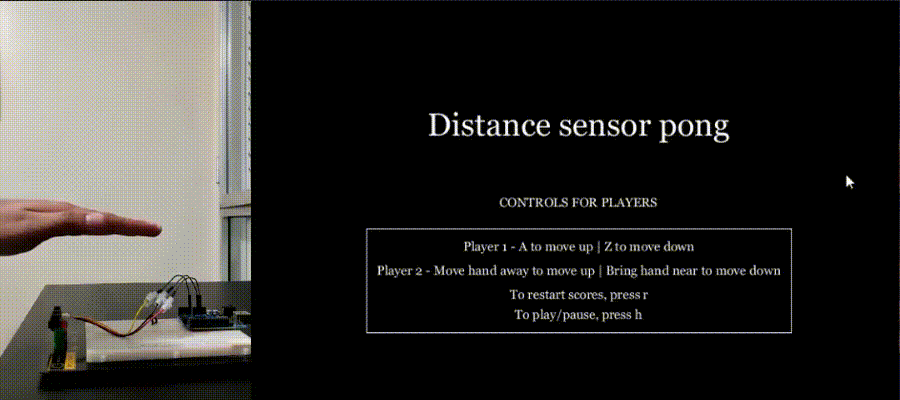 Distance sensor pong
CONTROLS FOR PLAYERS
Player 1 - A to move up | Z to move down
Player 2 - Move hand away to move up | Bring hand near to move down
To restart scores, press r
To play/pause, press h